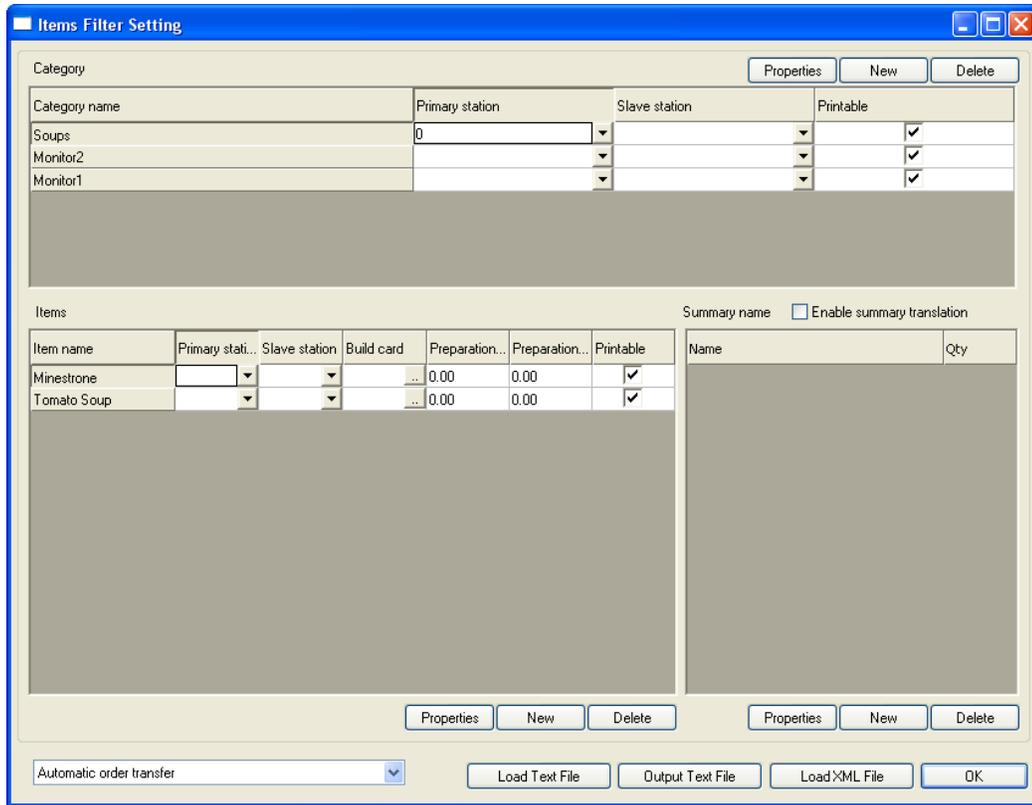 Items Filter Setting
Category
Properties New Delete
Category name Primary station Slave station Printable
Soups 0
Monitor2
Monitor1
Items
Summary name Enable summary translation
Item name Primary stati... Slave station Build card Preparation... Preparation... Printable
Name Qty
Minestrone .. 0.00 0.00
Tomato Soup .. 0.00 0.00
Properties New Delete
Properties New Delete
Automatic order transfer
Load Text File Output Text File Load XML File OK